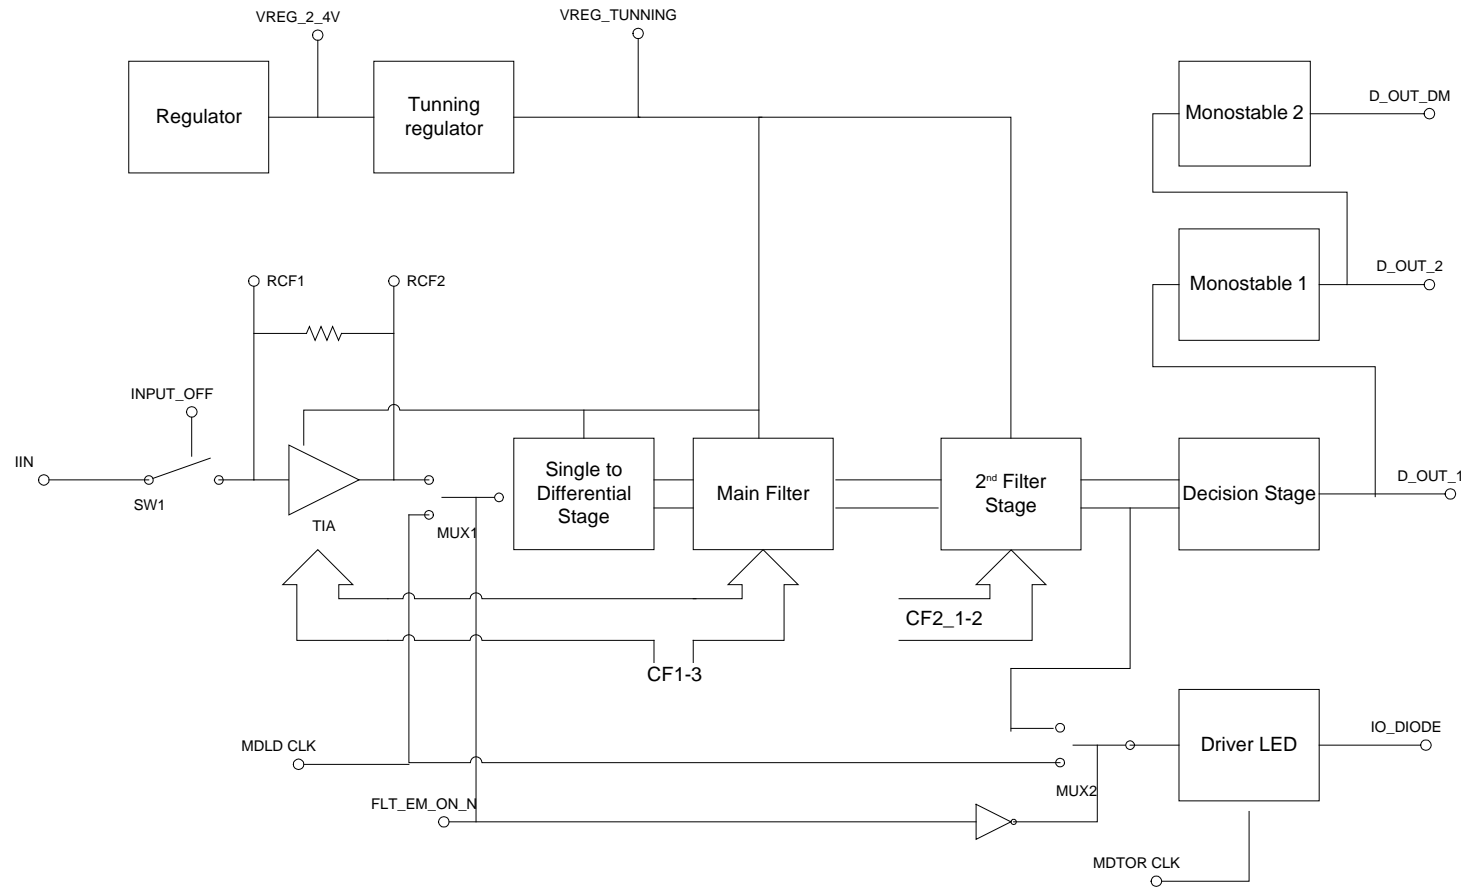 VREG_2_4V
VREG_TUNNING
Regulator
Tunning
regulator
Monostable 2
D_OUT_DM
Monostable 1
D_OUT_2
RCF1
RCF2
INPUT_OFF
IIN
SW1
TIA
MUX1
Single to
Differential
Stage
Main Filter
2nd Filter
Stage
Decision Stage
D_OUT_1
CF1-3
CF2_1-2
MDLD CLK
FLT_EM_ON_N
MUX2
Driver LED
IO_DIODE
MDTOR CLK